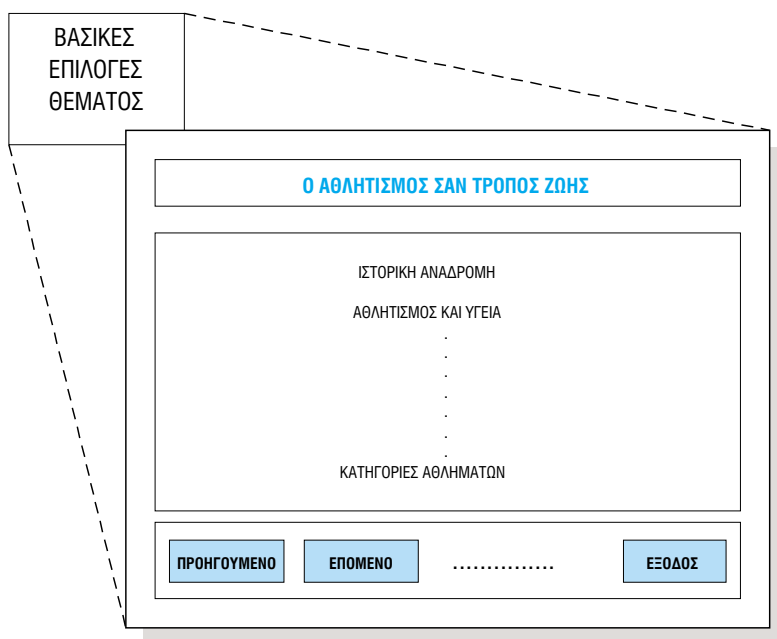 ΒΑΣΙΚΕΣ
ΕΠΙΛΟΓΕΣ
ΘΕΜΑΤΟΣ
Ο ΑΘΛΗΤΙΣΜΟΣ ΣΑΝ ΤΡΟΠΟΣ ΖΩΗΣ
ΙΣΤΟΡΙΚΗ ΑΝΑΔΡΟΜΗ
ΑΘΛΗΤΙΣΜΟΣ ΚΑΙ ΥΓΕΙΑ
.
.
.
.
.
.
.
ΚΑΤΗΓΟΡΙΕΣ ΑΘΛΗΜΑΤΩΝ
ΠΡΟΗΓΟΥΜΕΝΟ ΕΠΟΜΕΝΟ ............... ΕΞΟΔΟΣ